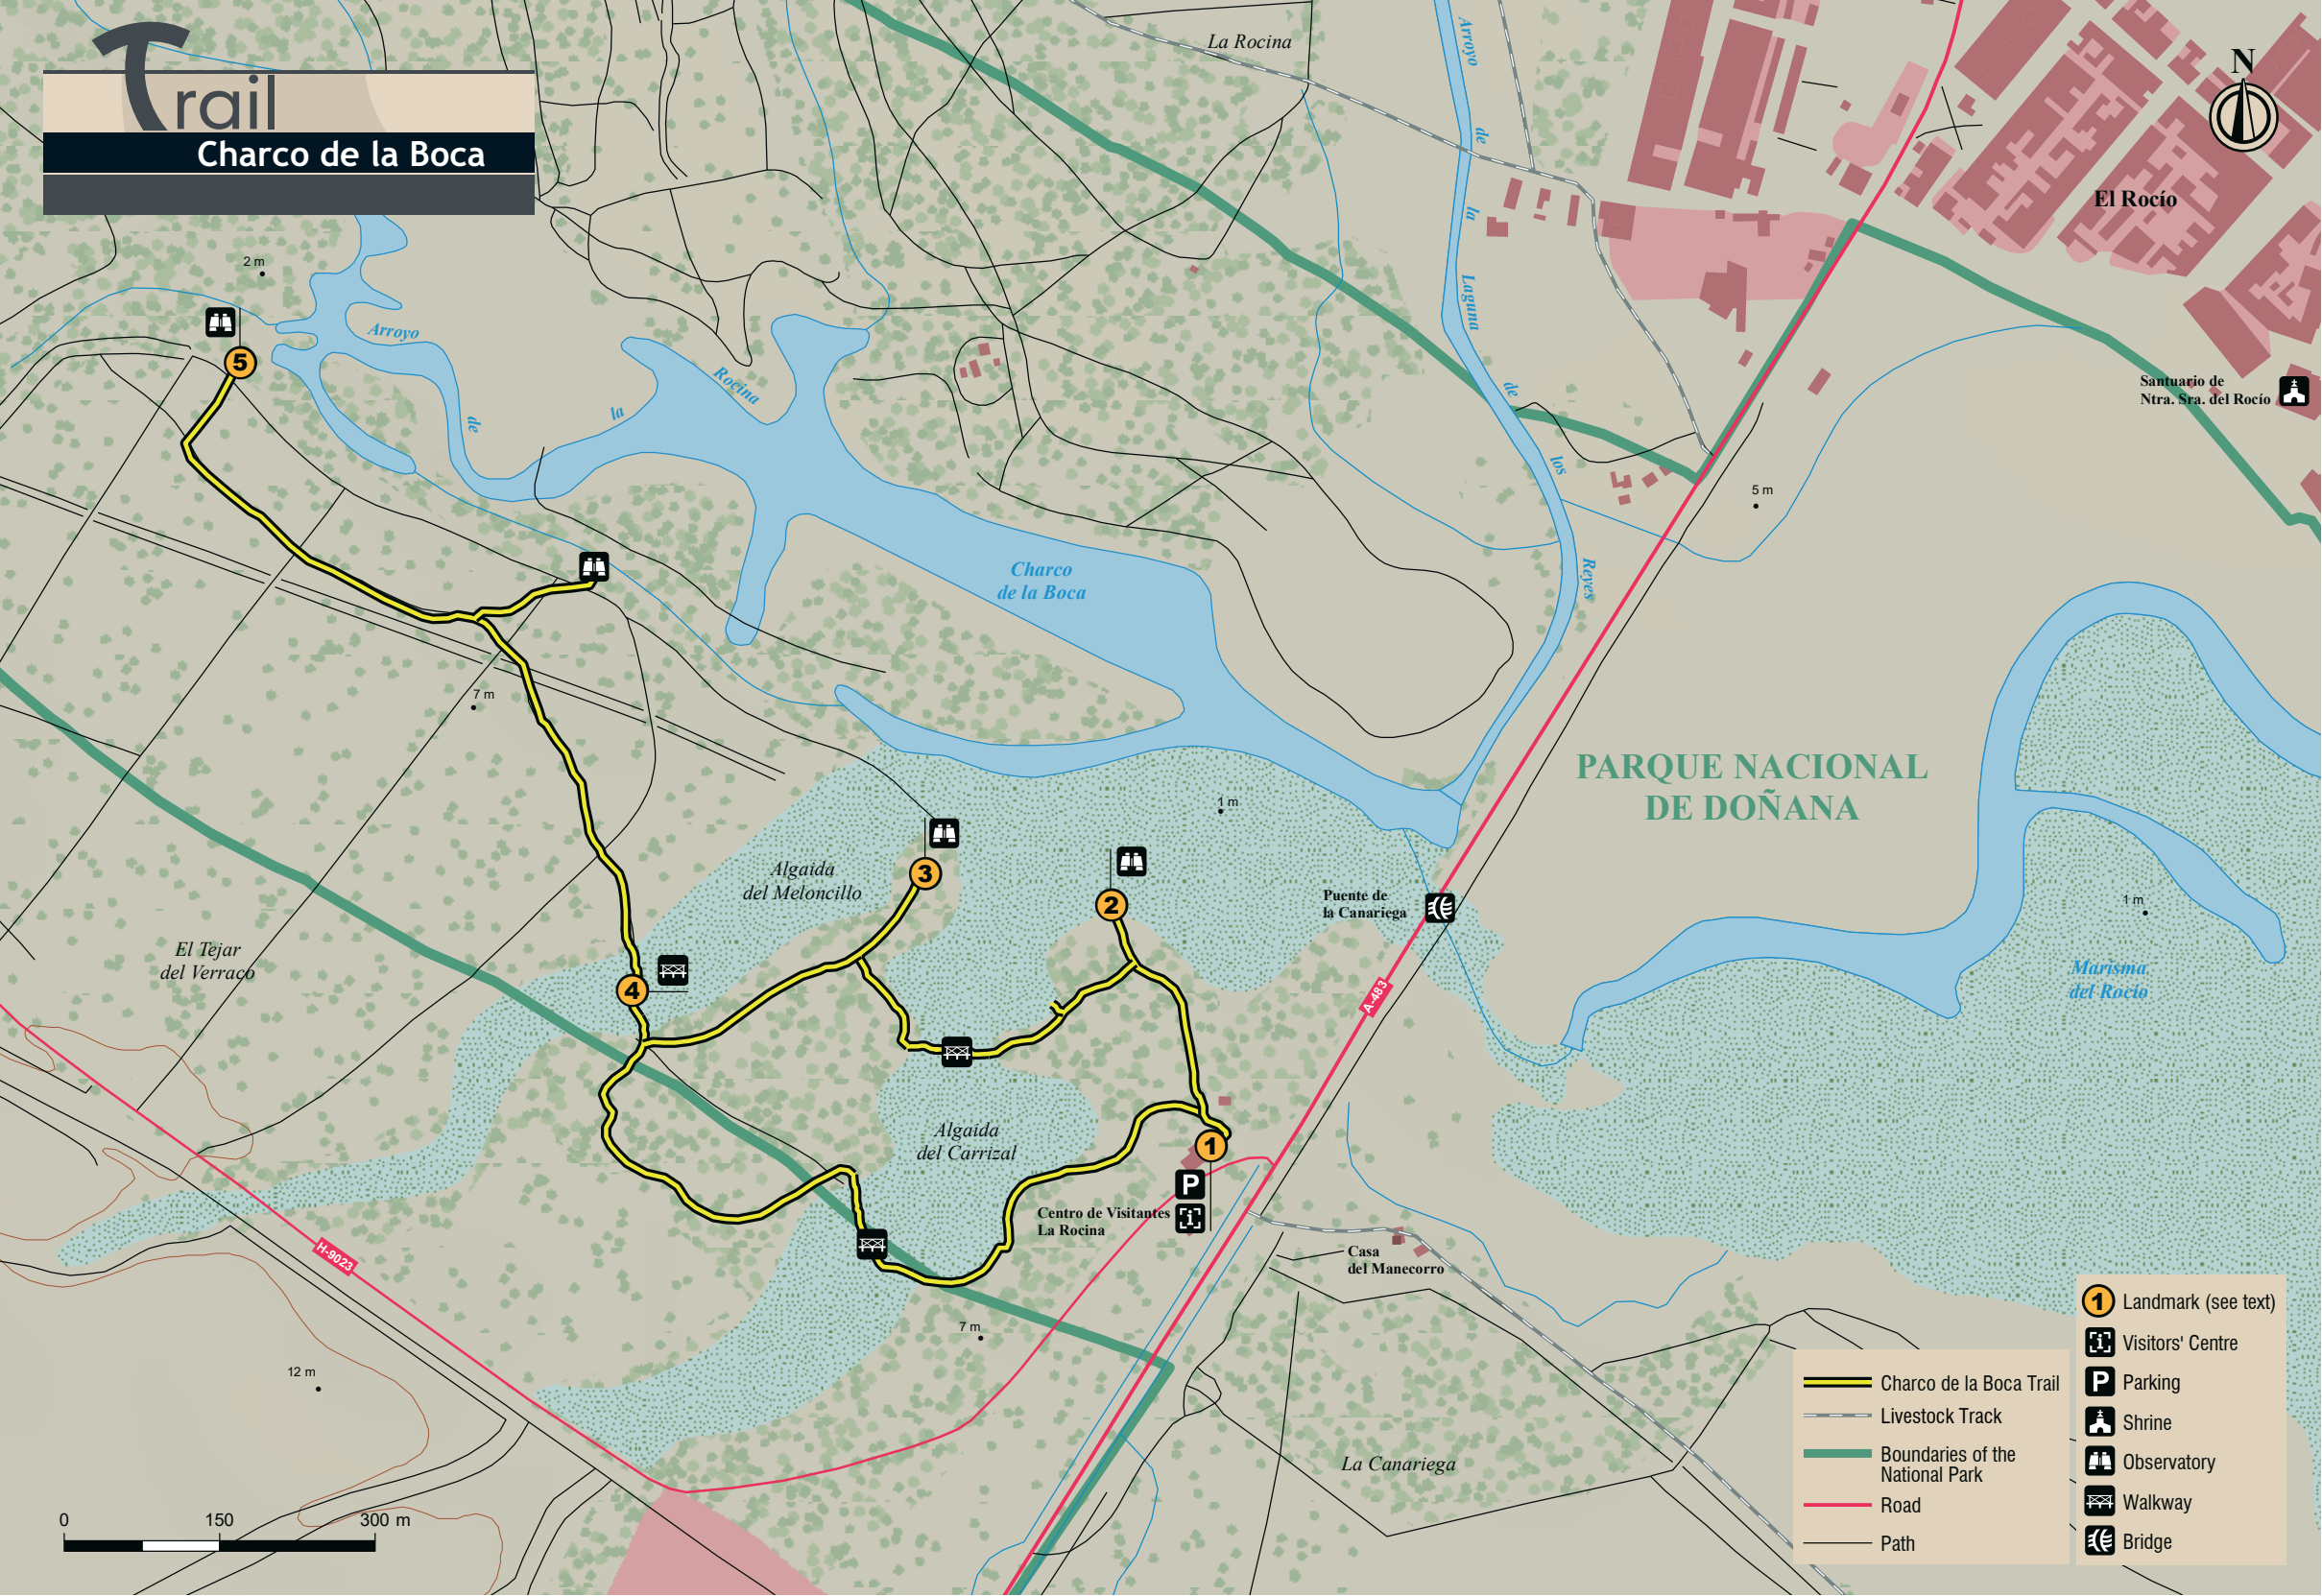 Trail
Charco de la Boca
La Rocina
Arroyo
de
la
Laguna
de
los
Reyes
N
El Rocío
Santuario de
Ntra. Sra. del Rocío
2 m
5
Arroyo
de
la
Rocina
5 m
Charco
de la Boca
7 m
PARQUE NACIONAL
DE DOÑANA
1 m
Algaida
del Meloncillo
3
2
Puente de
la Canariega
1 m
El Tejar
del Verraco
4
A-483
Marisma
del Rocío
Algaida
del Carrizal
1
P
Centro de Visitantes
La Rocina
i
H-9023
Casa
del Manecorro
7 m
12 m
La Canariega
0 150 300 m
Charco de la Boca Trail
Livestock Track
Boundaries of the
National Park
Road
Path
1 Landmark (see text)
i Visitors' Centre
P Parking
Shrine
Observatory
Walkway
Bridge